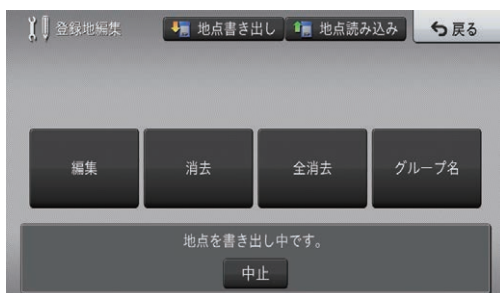 登録地編集 地点書き出し 地点読み込み 戻る
編集 消去 全消去 グループ名
地点を書き出し中です。
中止